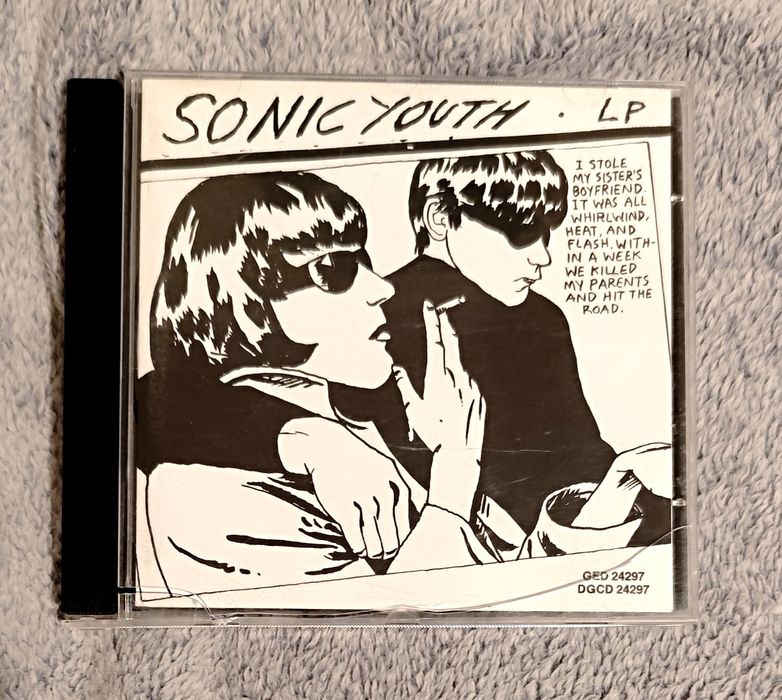 SONIC YOUTH . LP
I STOLE
MY SISTER'S
BOYFRIEND.
IT WAS ALL
WHIRLWIND,
HEAT, AND
FLASH. WITH-
IN A WEEK
WE KILLED
MY PARENTS
AND HIT THE
ROAD.
GED 24297
DGCD 24297